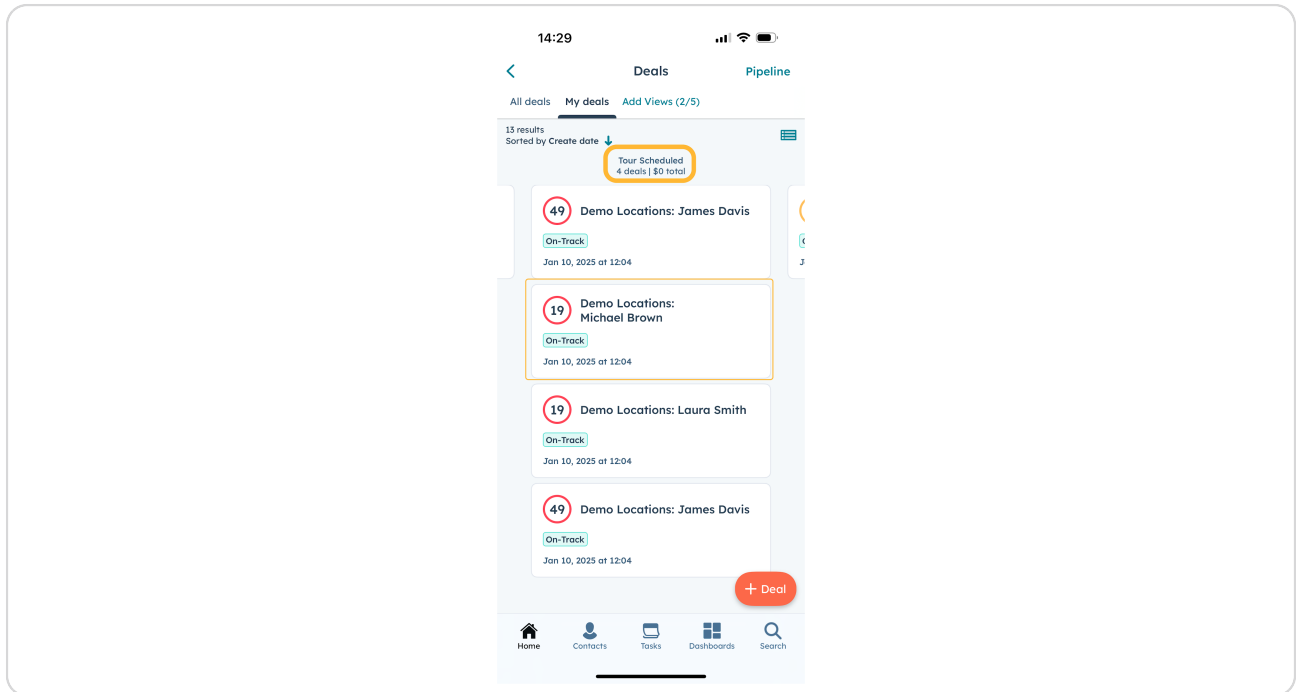 14:29
Deals
Pipeline
All deals
My deals
Add Views (2/5)
13 results
Sorted by Create date
Tour Scheduled
4 deals | $0 total
49
Demo Locations: James Davis
On-Track
Jan 10, 2025 at 12:04
19
Demo Locations:
Michael Brown
On-Track
Jan 10, 2025 at 12:04
19
Demo Locations: Laura Smith
On-Track
Jan 10, 2025 at 12:04
49
Demo Locations: James Davis
On-Track
Jan 10, 2025 at 12:04
+ Deal
Home
Contacts
Tasks
Dashboards
Search